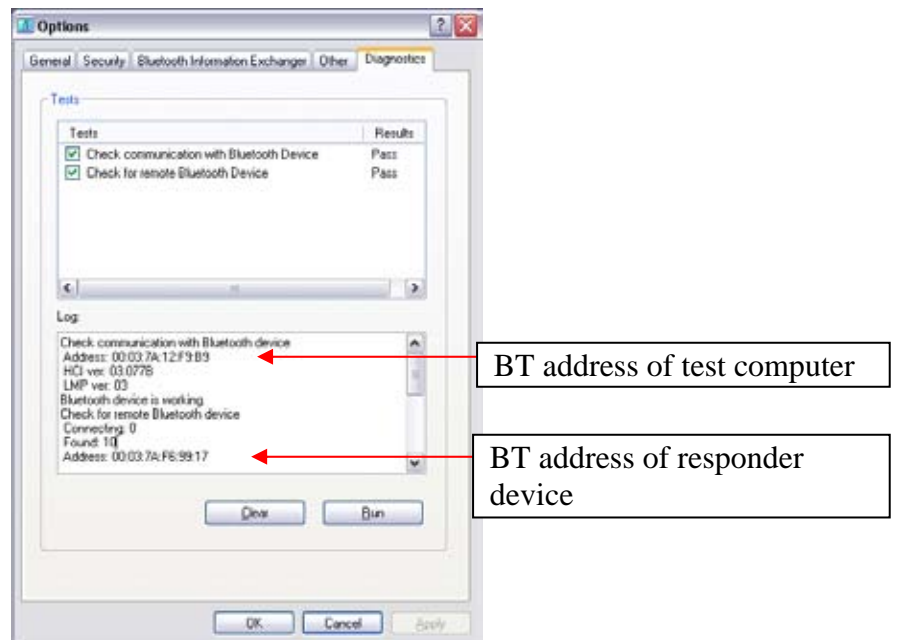 Options
General Security Bluetooth Information Exchanger Other Diagnostics
Tests
Tests Results
Check communication with Bluetooth Device Pass
Check for remote Bluetooth Device Pass
Log:
Check communication with Bluetooth device
Address: 00:03:7A:12:F9:B9
HCI ver: 03.0778
LMP ver: 03
Bluetooth device is working.
Check for remote Bluetooth device
Connecting: 0
Found: 10
Address: 00:03:7A:F6:99:17
BT address of test computer
BT address of responder
device
Clear Run
OK Cancel Apply